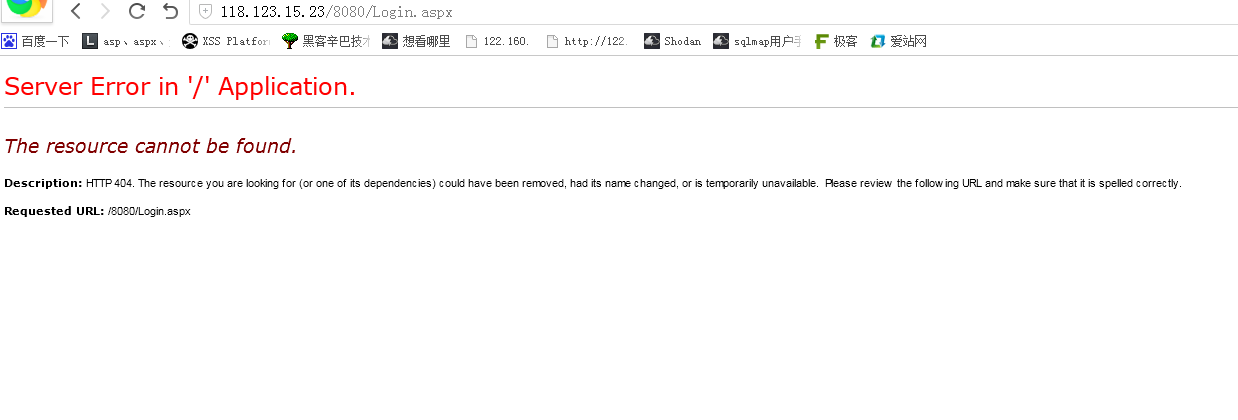 118.123.15.23/8080/Login.aspx
百度一下 asp、aspx、 XSS Platfor 黑客辛巴技术 想看哪里 122.160. http://122. Shodan sqlmap用户手 极客 爱站网
Server Error in '/' Application.
The resource cannot be found.
Description: HTTP 404. The resource you are looking for (or one of its dependencies) could have been removed, had its name changed, or is temporarily unavailable. Please review the following URL and make sure that it is spelled correctly.
Requested URL: /8080/Login.aspx